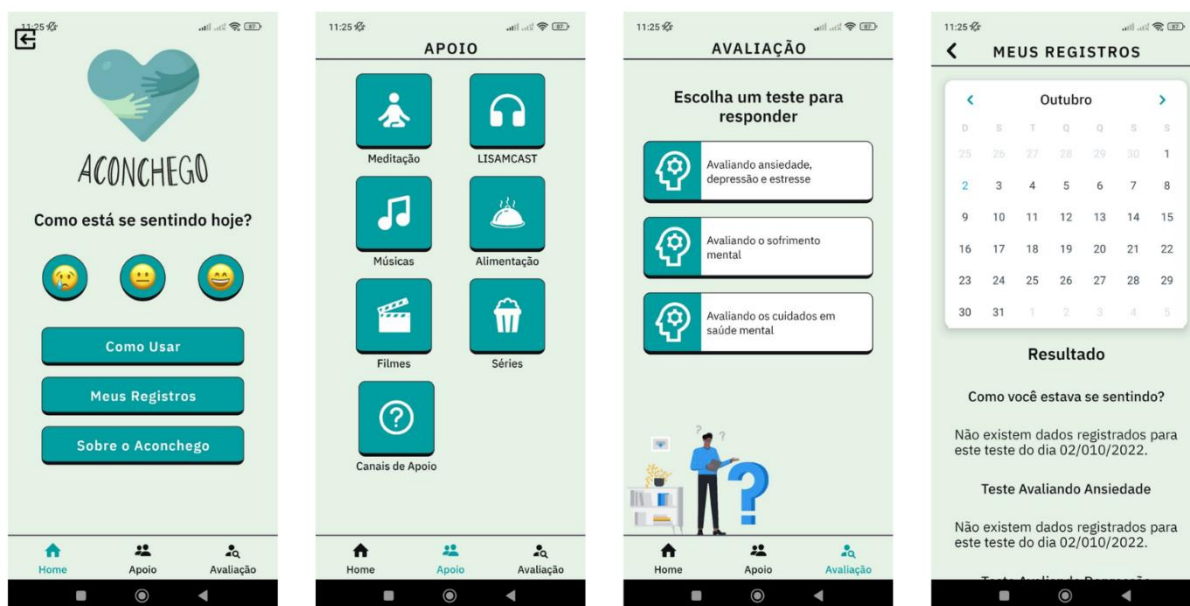 11:25
87
ACONCHEGO
Como está se sentindo hoje?
Como Usar
Meus Registros
Sobre o Aconchego
Home Apoio Avaliação
11:25
87
APOIO
Meditação LISAMCAST
Músicas Alimentação
Filmes Séries
Canais de Apoio
Home Apoio Avaliação
11:25
87
AVALIAÇÃO
Escolha um teste para
responder
Avaliando ansiedade,
depressão e estresse
Avaliando o sofrimento
mental
Avaliando os cuidados em
saúde mental
? ?
?
Home Apoio Avaliação
11:25
87
MEUS REGISTROS
Outubro
D S T Q Q S S
25 26 27 28 29 30 1
2 3 4 5 6 7 8
9 10 11 12 13 14 15
16 17 18 19 20 21 22
23 24 25 26 27 28 29
30 31 1 2 3 4 5
Resultado
Como você estava se sentindo?
Não existem dados registrados para
este teste do dia 02/010/2022.
Teste Avaliando Ansiedade
Não existem dados registrados para
este teste do dia 02/010/2022.